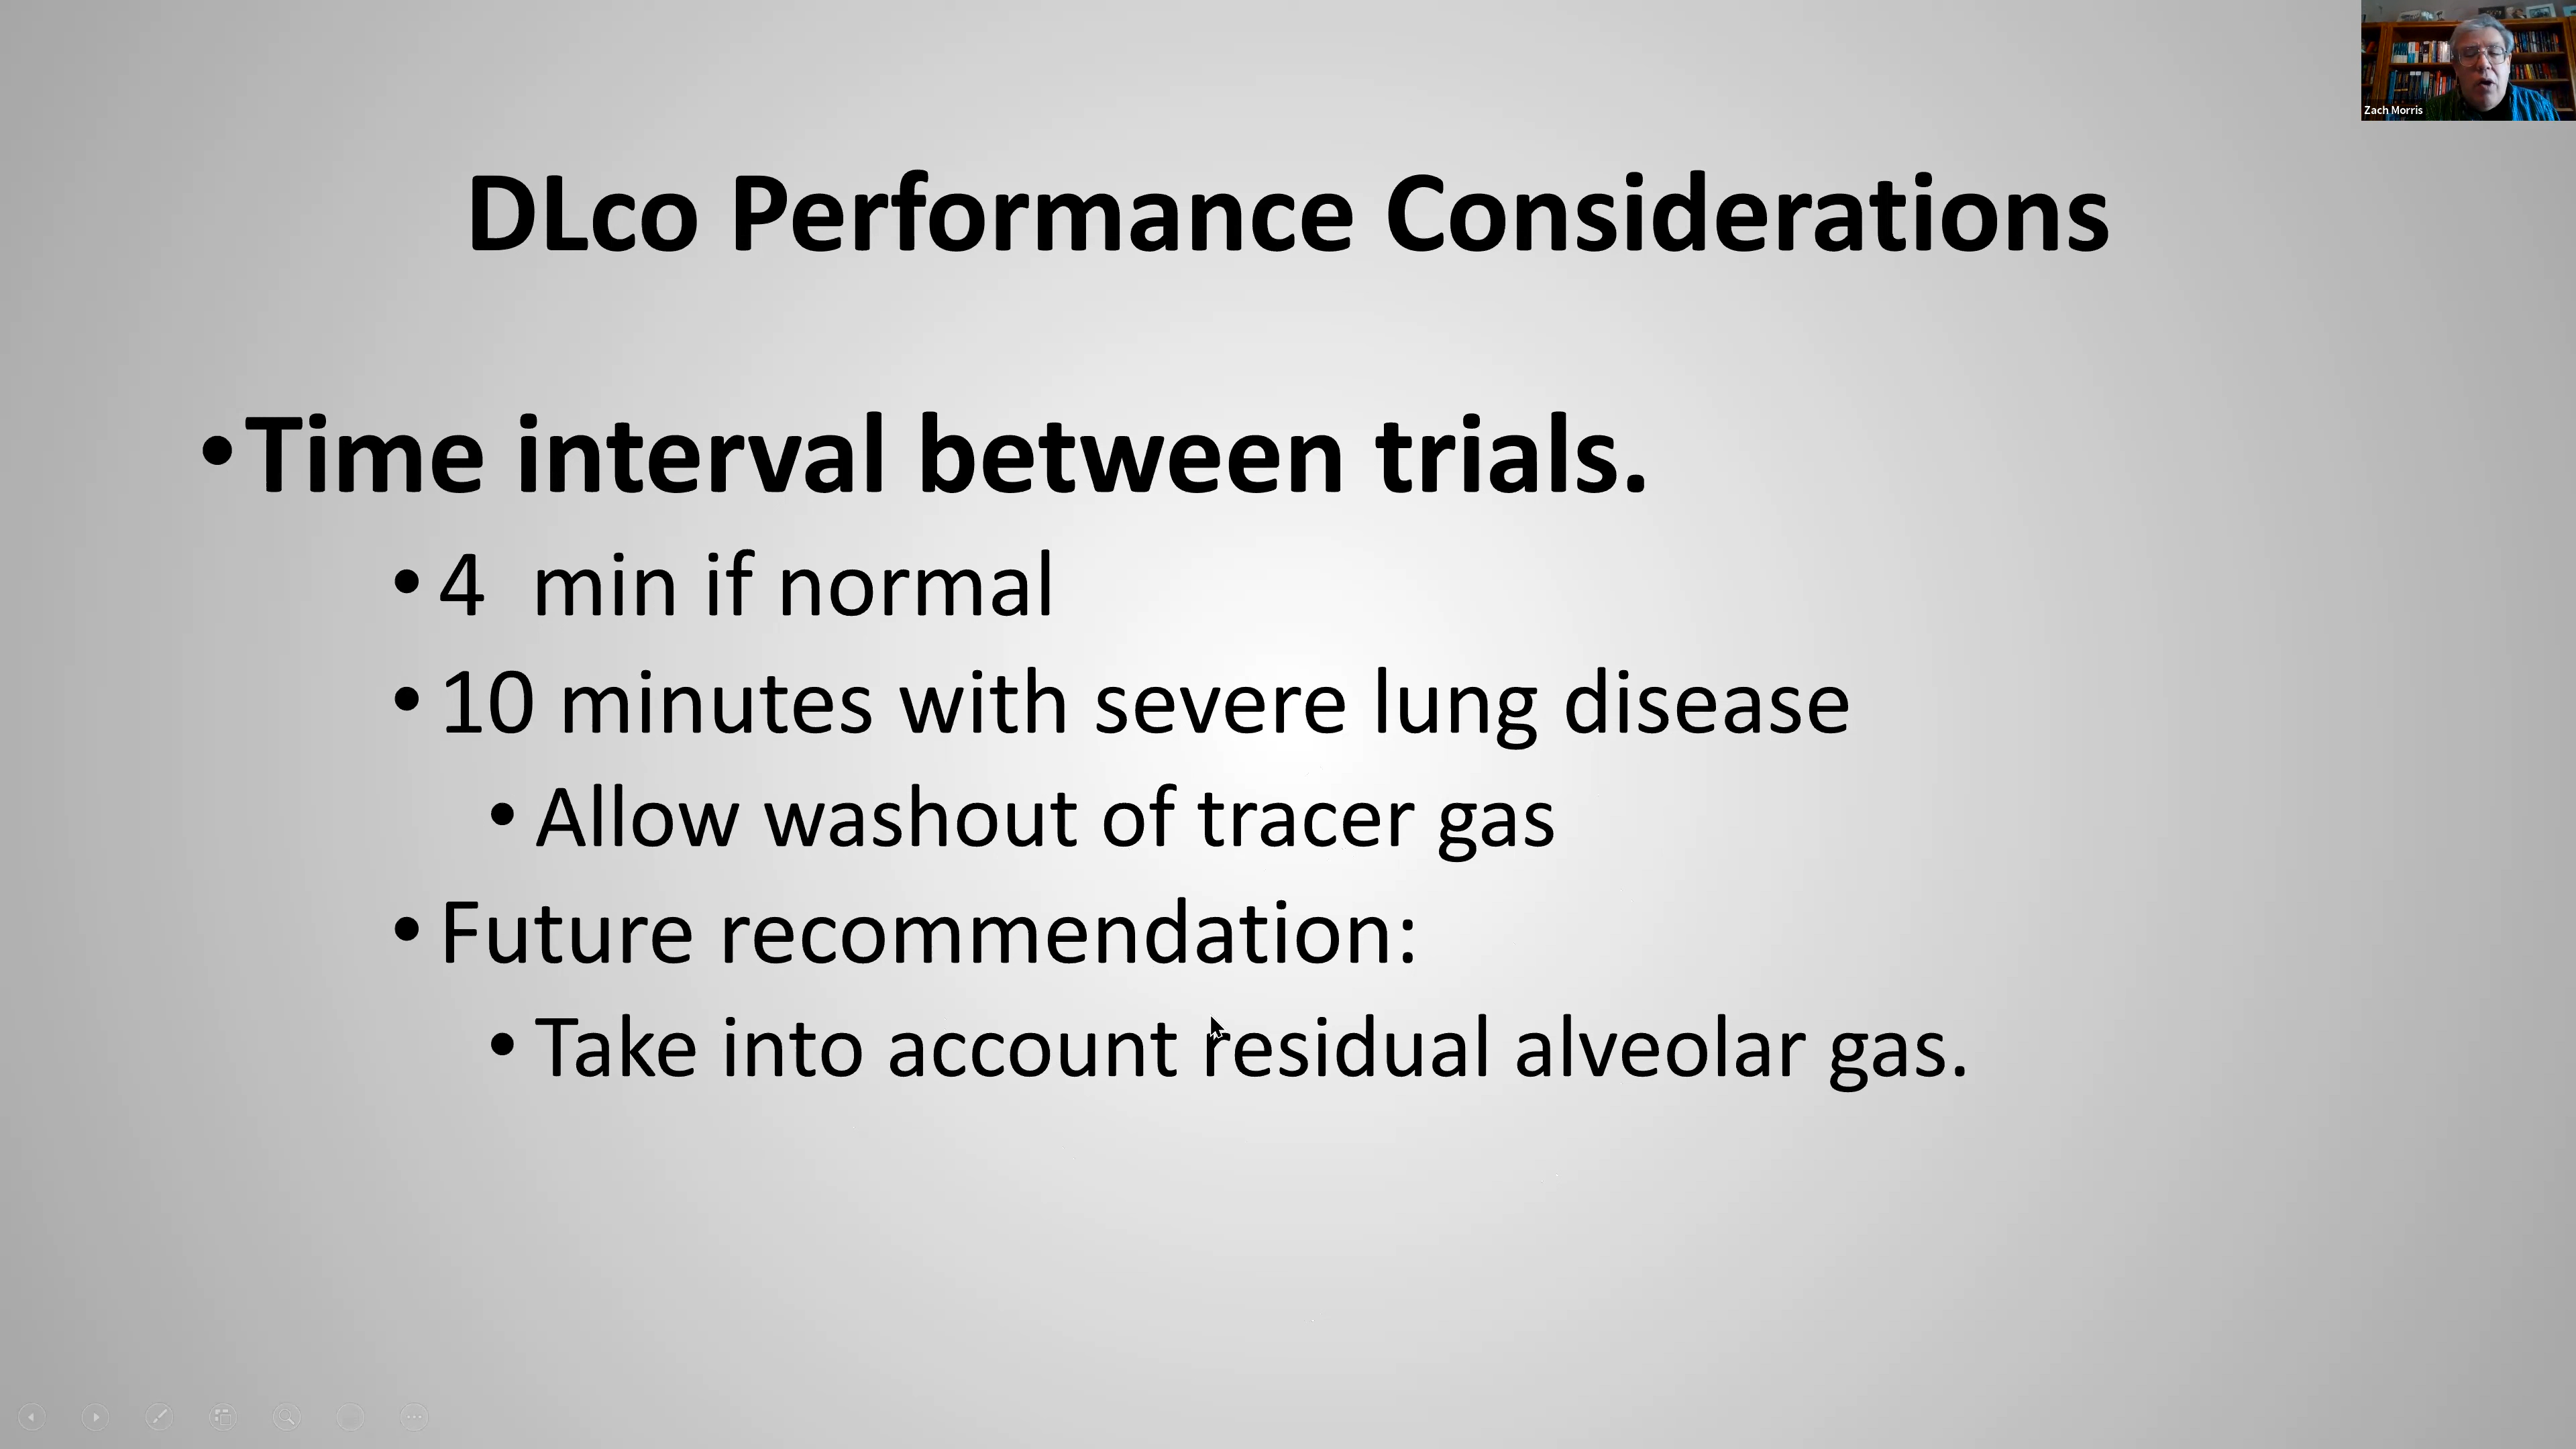 Zach Morris
DLco Performance Considerations
•Time interval between trials.
• 4  min if normal
• 10 minutes with severe lung disease
• Allow washout of tracer gas
• Future recommendation:
• Take into account residual alveolar gas.